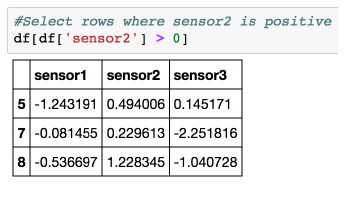 #Select rows where sensor2 is positive
df[df['sensor2'] > 0]
sensor1 sensor2 sensor3
5 -1.243191 0.494006 0.145171
7 -0.081455 0.229613 -2.251816
8 -0.536697 1.228345 -1.040728